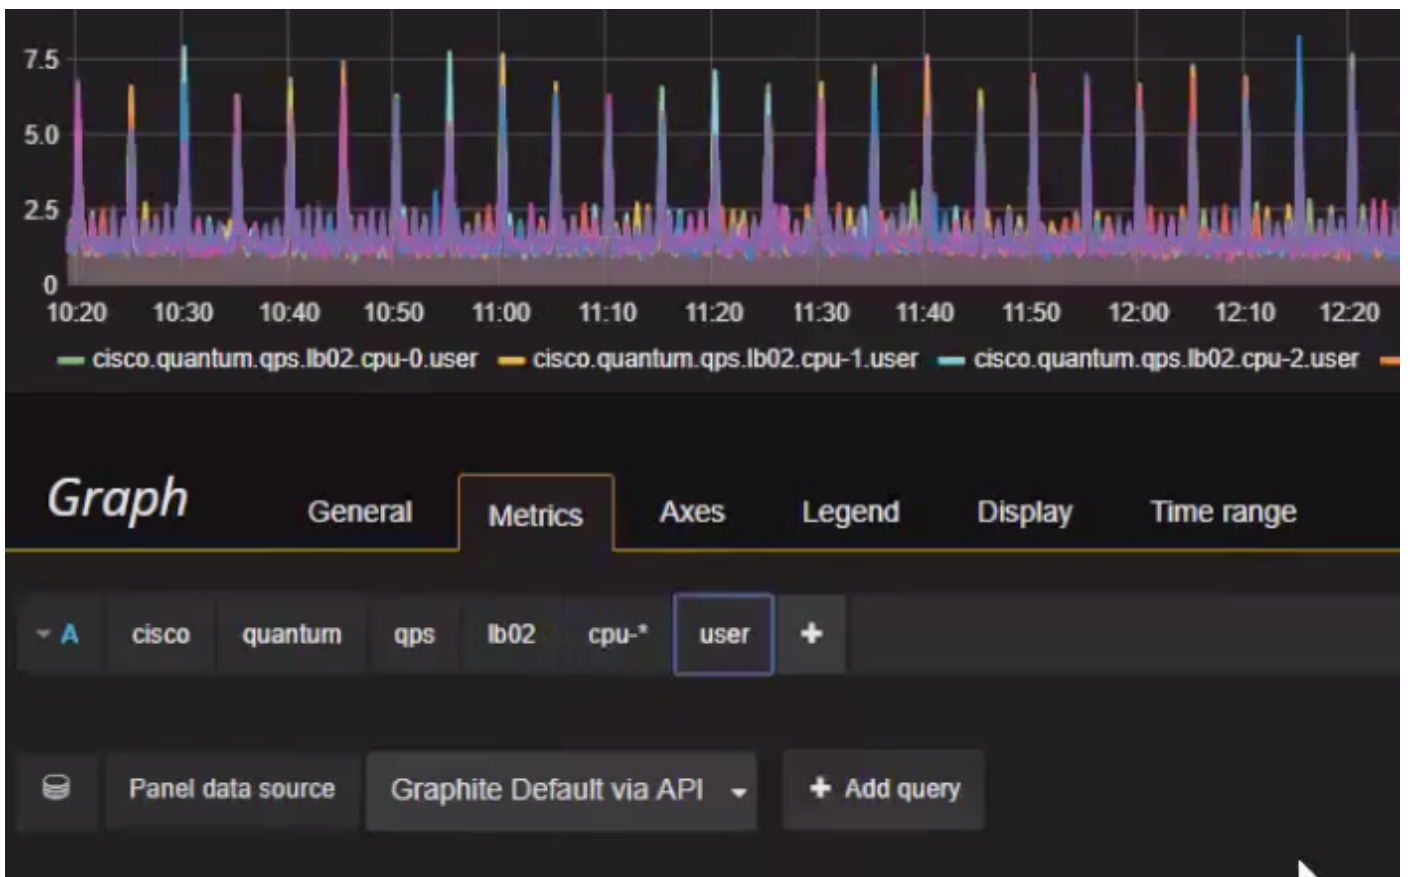 7.5
5.0
2.5
0
10:20 10:30 10:40 10:50 11:00 11:10 11:20 11:30 11:40 11:50 12:00 12:10 12:20
cisco.quantum.qps.lb02.cpu-0.user cisco.quantum.qps.lb02.cpu-1.user cisco.quantum.qps.lb02.cpu-2.user
Graph General Metrics Axes Legend Display Time range
A cisco quantum qps lb02 cpu-* user +
Panel data source Graphite Default via API + Add query